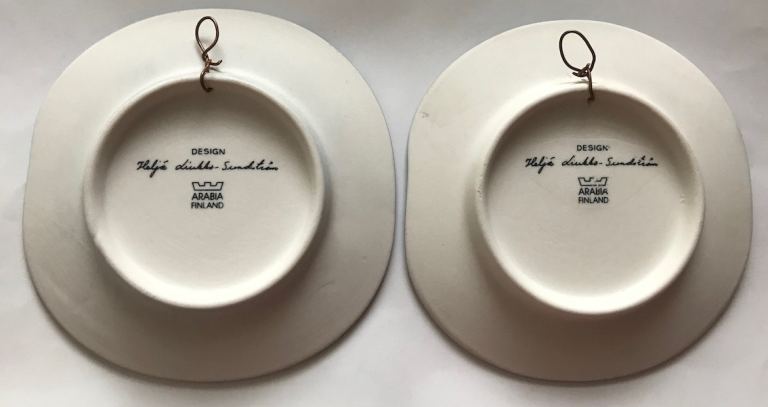 DESIGN
Heljä Liukko-Sundström
ARABIA
FINLAND
DESIGN
Heljä Liukko-Sundström
ARABIA
FINLAND